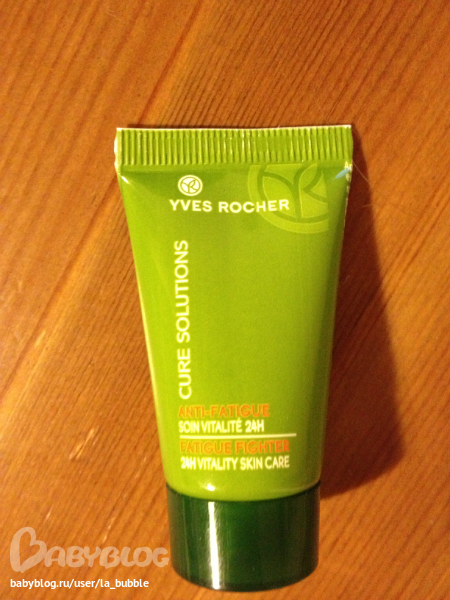 YVES ROCHER
CURE SOLUTIONS
ANTI-FATIGUE
SOIN VITALITÉ 24H
FATIGUE FIGHTER
24H VITALITY SKIN CARE
BABYBLOG
babyblog.ru/user/la_bubble